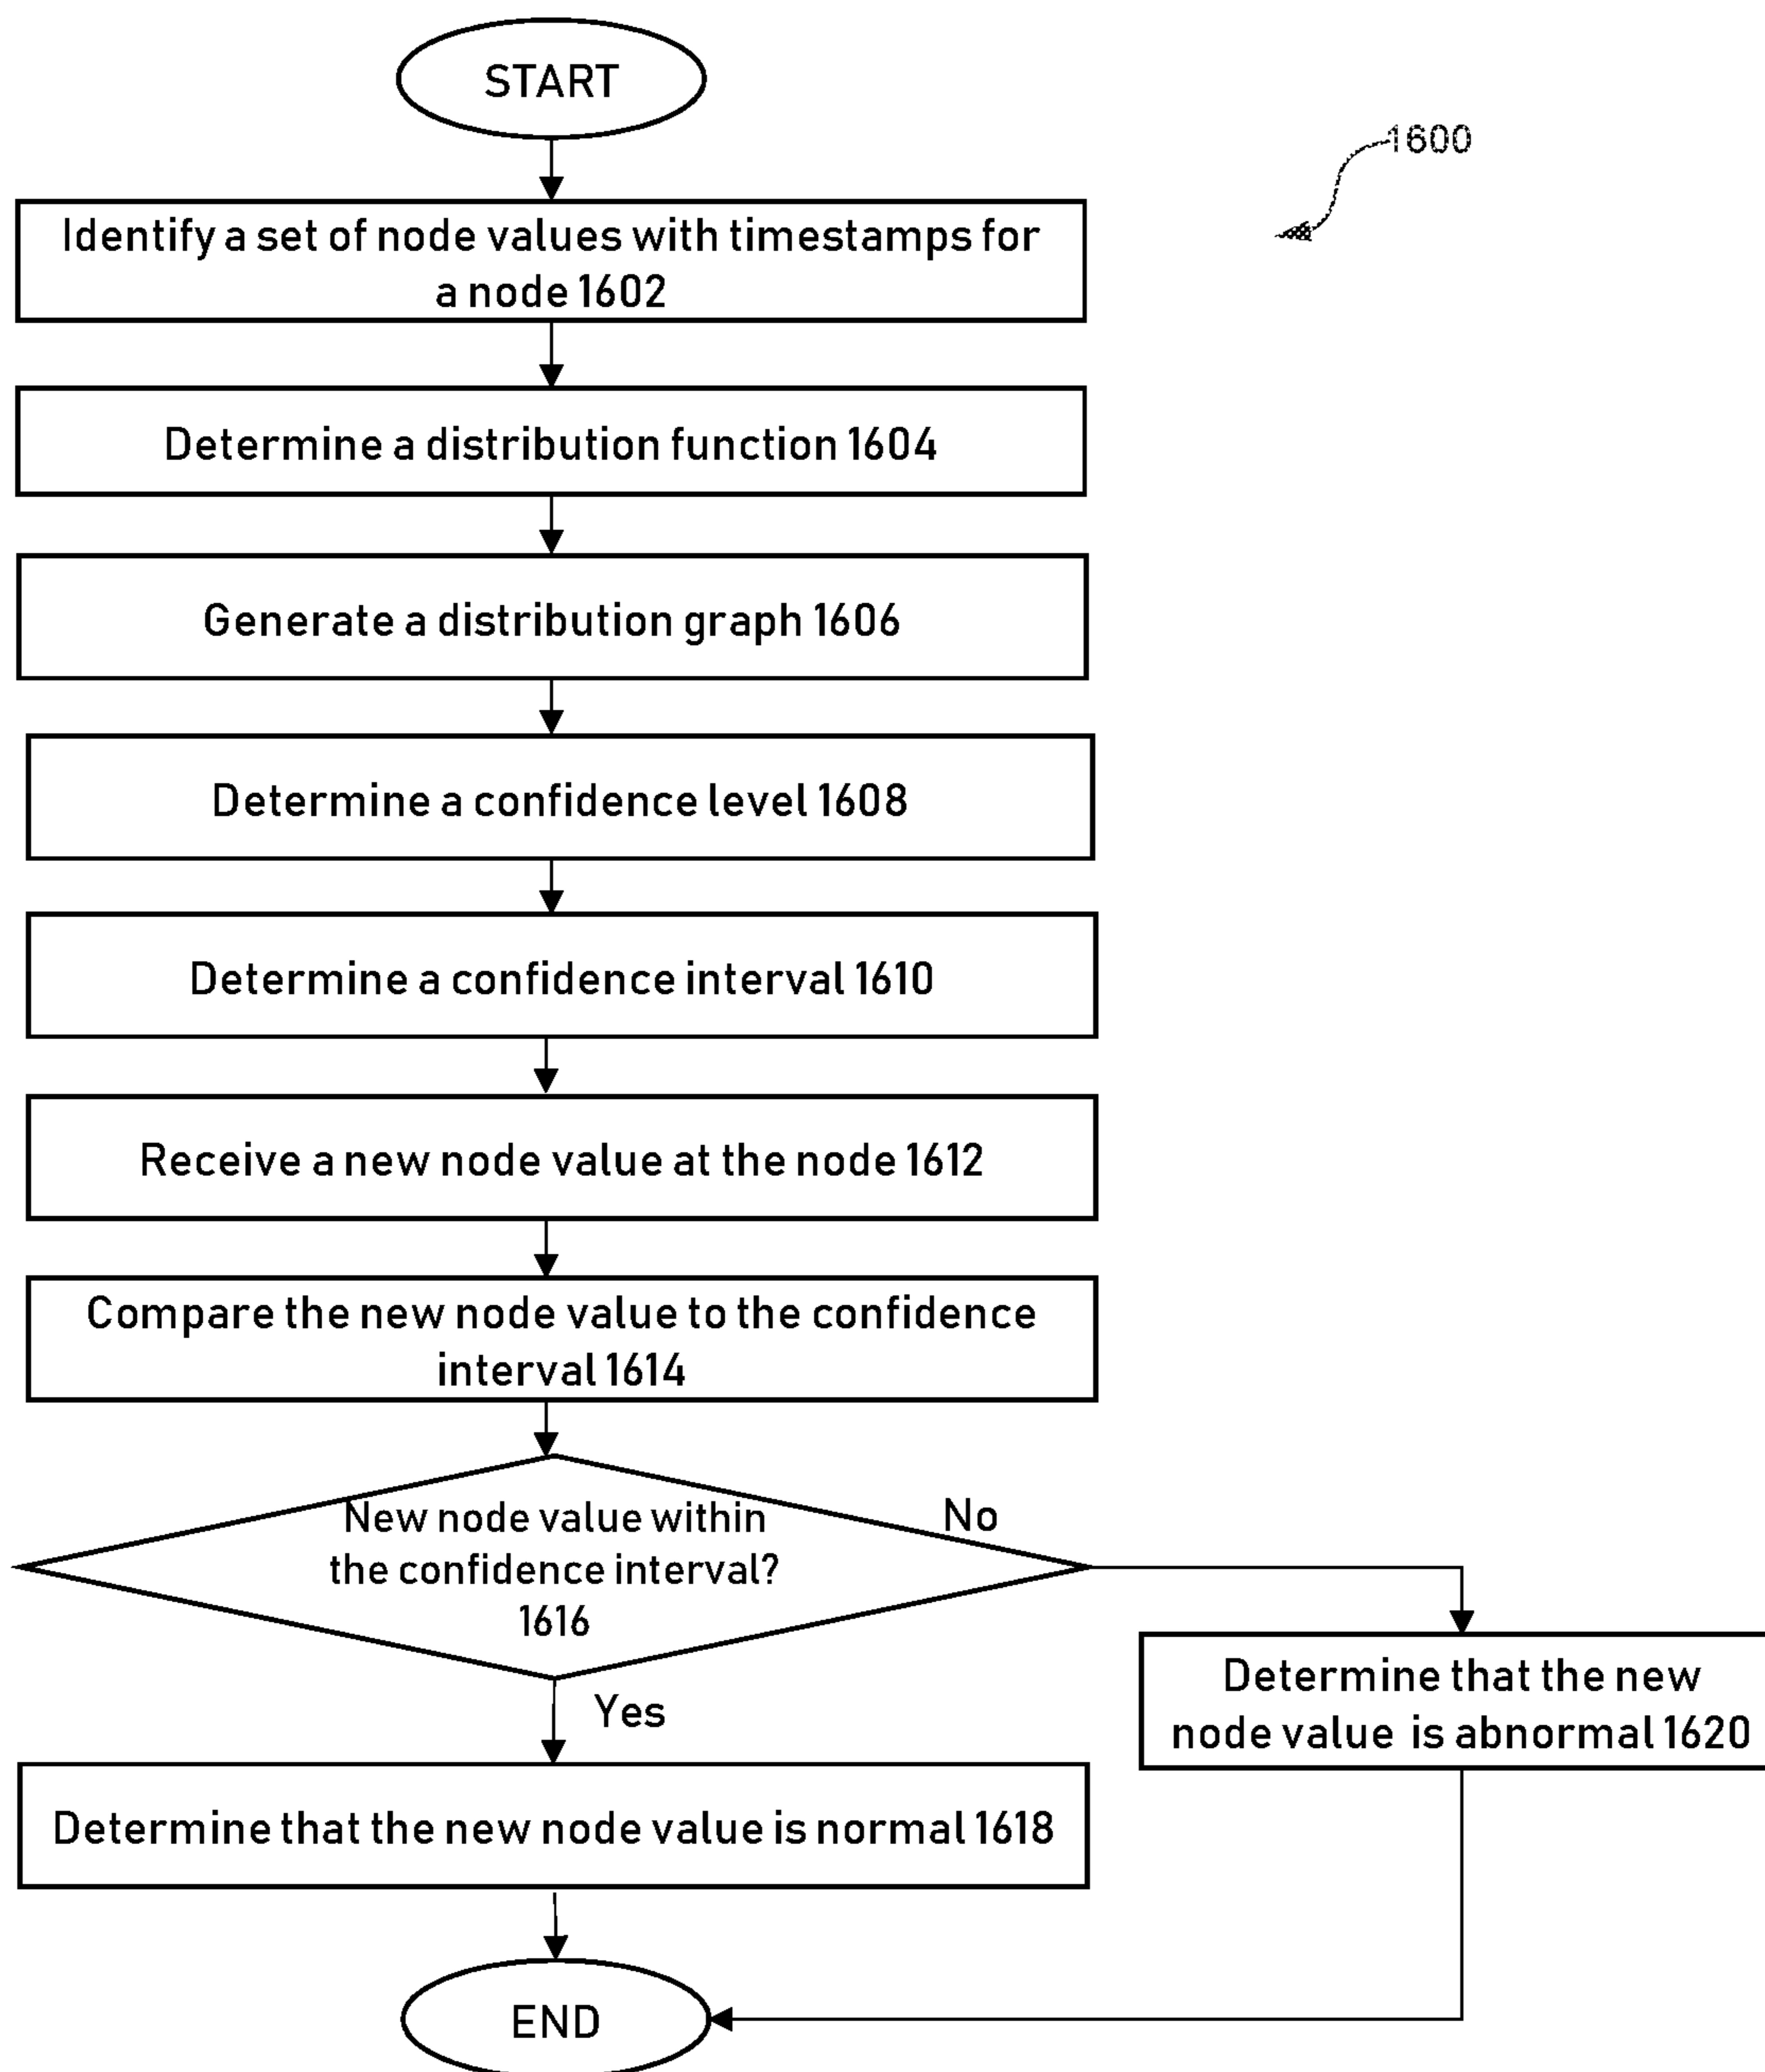 START
1600
Identify a set of node values with timestamps for
a node 1602
Determine a distribution function 1604
Generate a distribution graph 1606
Determine a confidence level 1608
Determine a confidence interval 1610
Receive a new node value at the node 1612
Compare the new node value to the confidence
interval 1614
New node value within
the confidence interval?
1616
No
Yes
Determine that the new
node value is abnormal 1620
Determine that the new node value is normal 1618
END